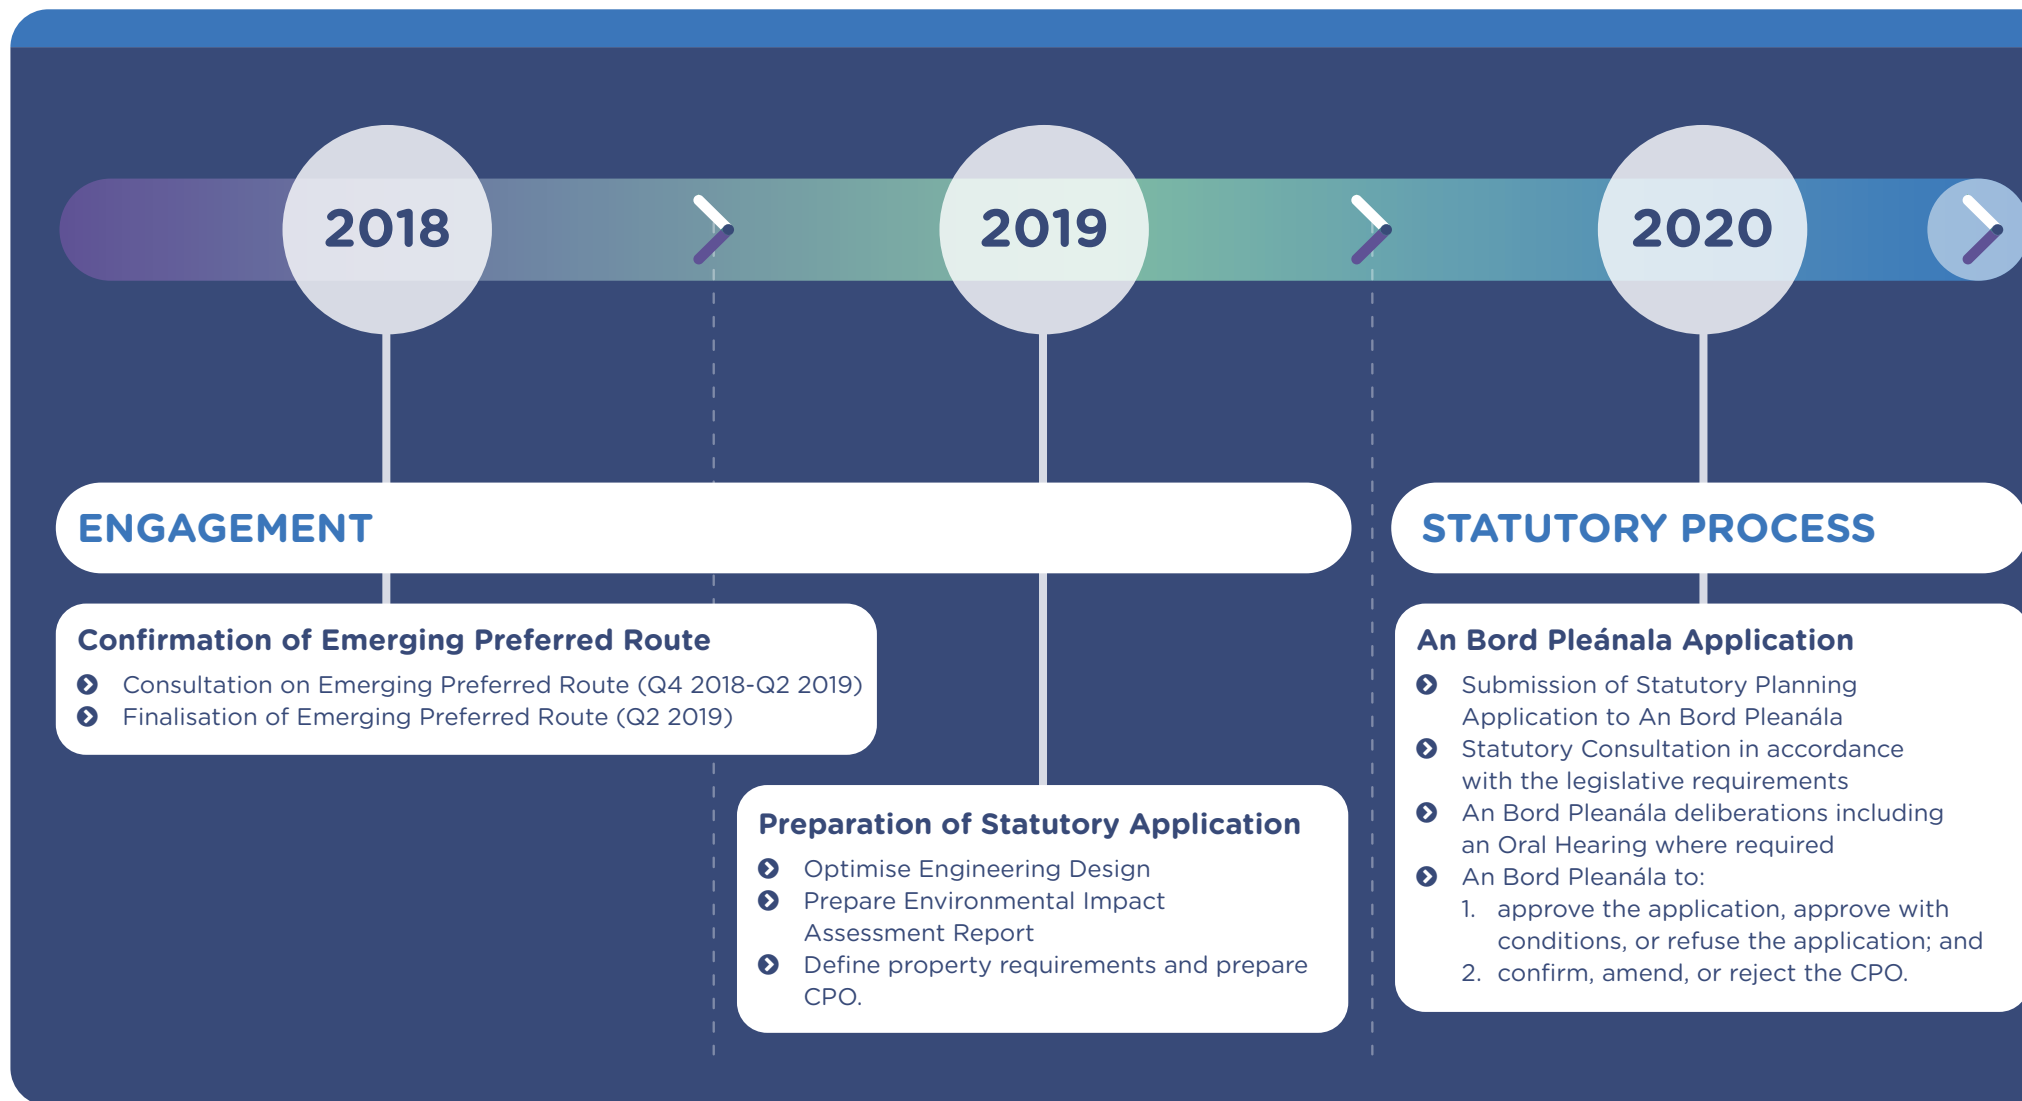 2018
2019
2020
ENGAGEMENT
STATUTORY PROCESS
Confirmation of Emerging Preferred Route
Consultation on Emerging Preferred Route (Q4 2018-Q2 2019)
Finalisation of Emerging Preferred Route (Q2 2019)
Preparation of Statutory Application
Optimise Engineering Design
Prepare Environmental Impact
Assessment Report
Define property requirements and prepare
CPO.
An Bord Pleánala Application
Submission of Statutory Planning
Application to An Bord Pleanála
Statutory Consultation in accordance
with the legislative requirements
An Bord Pleanála deliberations including
an Oral Hearing where required
An Bord Pleanála to:
1. approve the application, approve with
conditions, or refuse the application; and
2. confirm, amend, or reject the CPO.